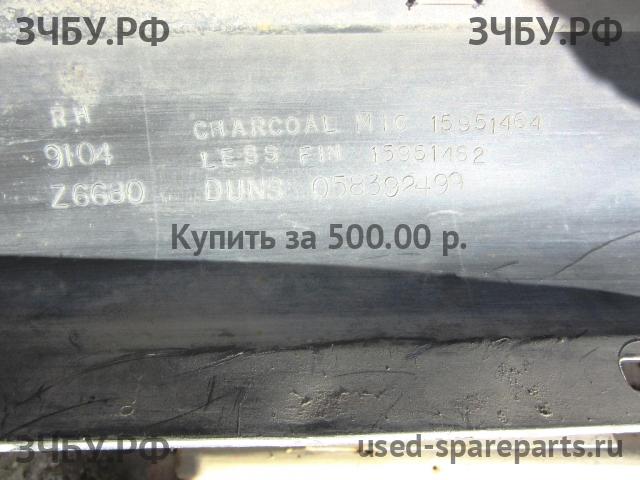 ЗЧБУ.РФ ЗЧБУ.РФ
RH CHARCOAL MIC 15951464
9104 LESS FIN 15951462
Z6680 DUNS 058302499
Купить за 500.00 р.
ЗЧБУ.РФ used-spareparts.ru